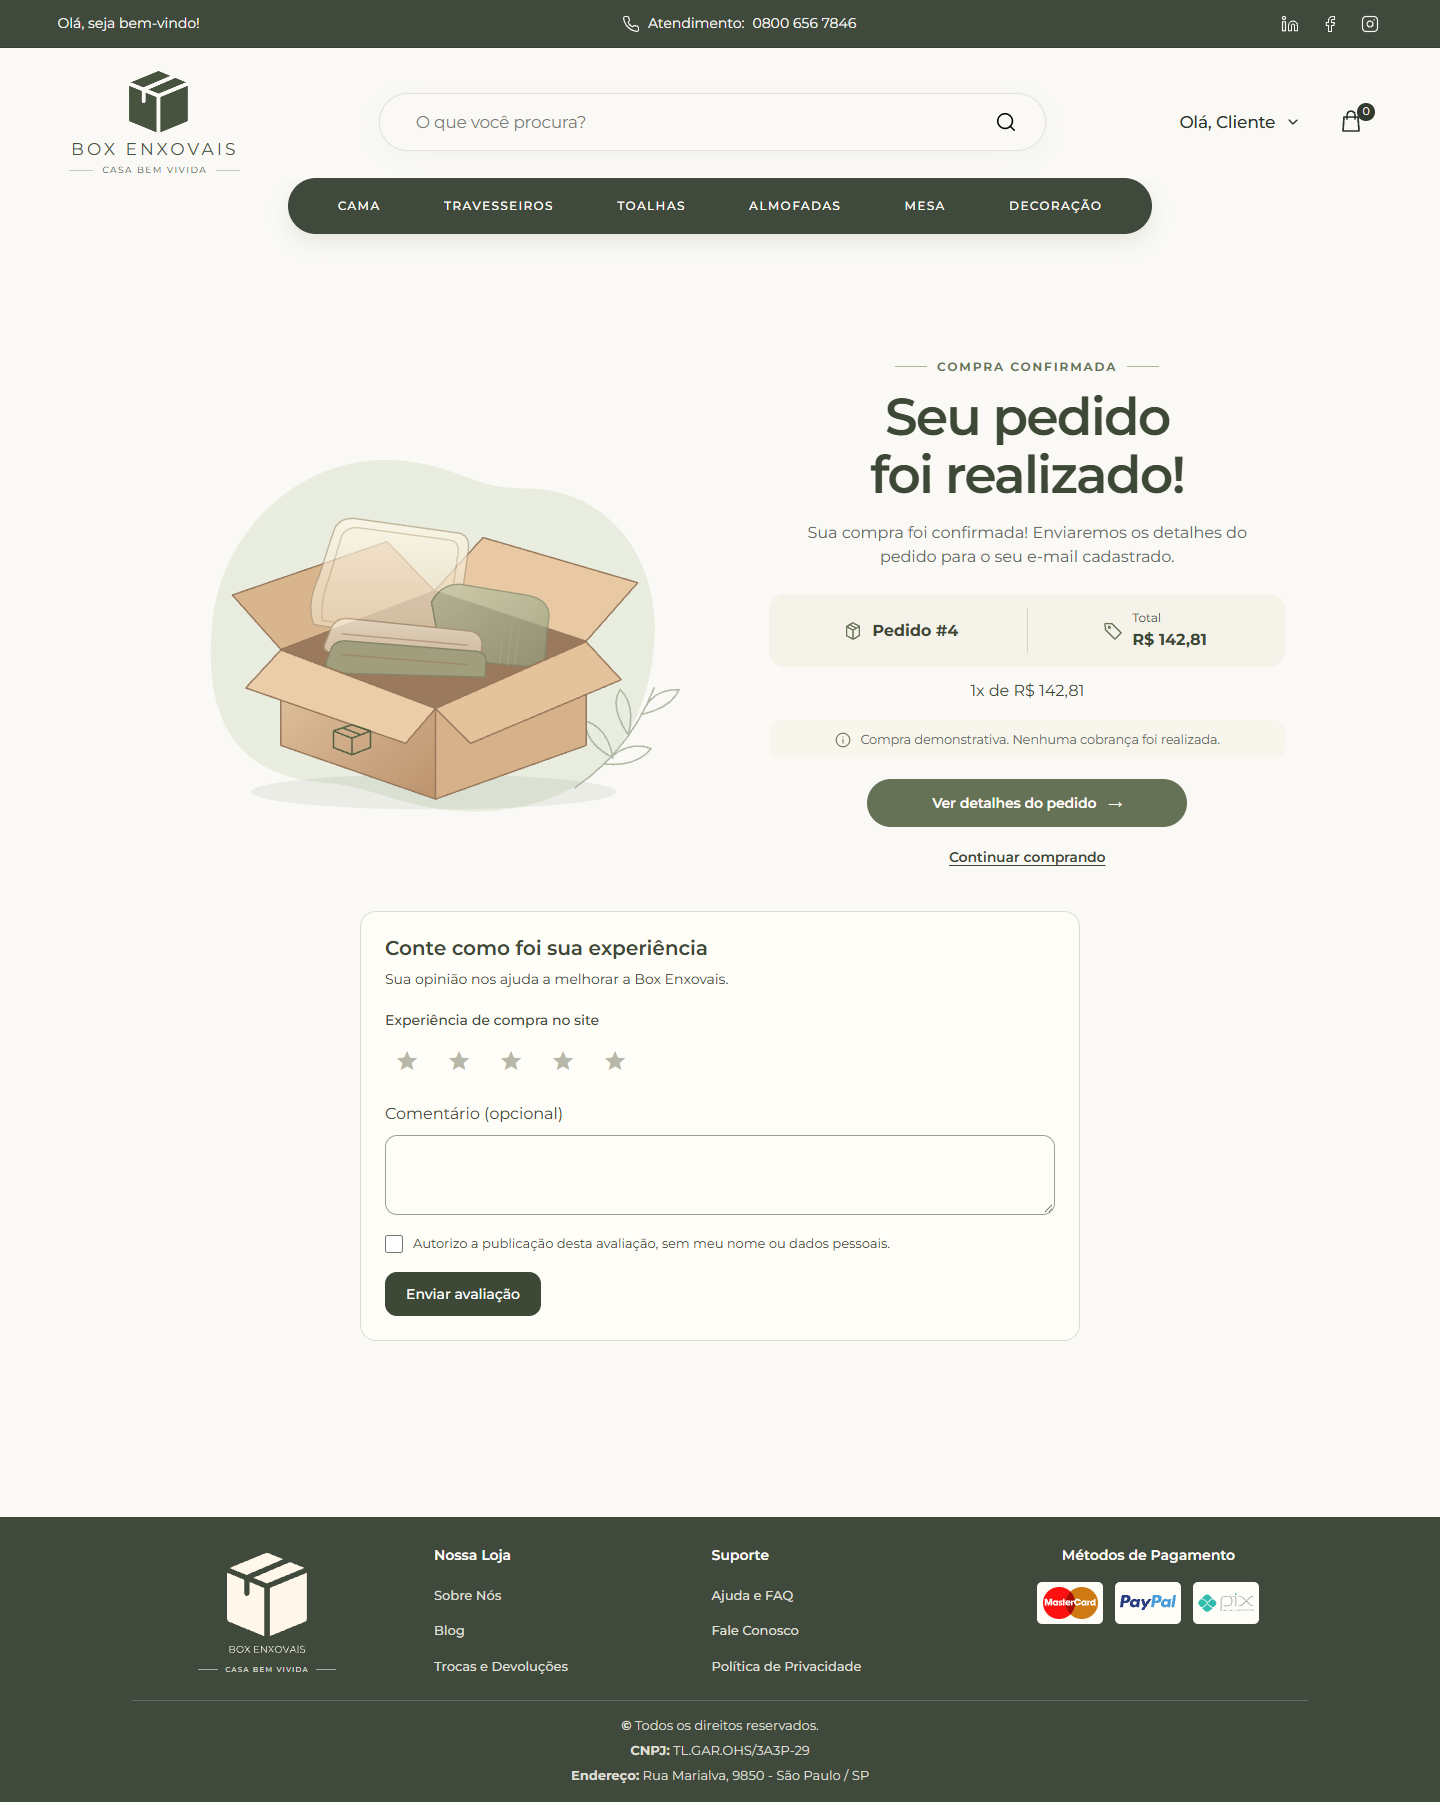 Olá, seja bem-vindo!
Atendimento: 0800 656 7846
BOX ENXOVAIS
CASA BEM VIVIDA
O que você procura?
Olá, Cliente
0
CAMA
TRAVESSEIROS
TOALHAS
ALMOFADAS
MESA
DECORAÇÃO
COMPRA CONFIRMADA
Seu pedido
foi realizado!
Sua compra foi confirmada! Enviaremos os detalhes do
pedido para o seu e-mail cadastrado.
Pedido #4
Total
R$ 142,81
1x de R$ 142,81
Compra demonstrativa. Nenhuma cobrança foi realizada.
Ver detalhes do pedido →
Continuar comprando
Conte como foi sua experiência
Sua opinião nos ajuda a melhorar a Box Enxovais.
Experiência de compra no site
Comentário (opcional)
Autorizo a publicação desta avaliação, sem meu nome ou dados pessoais.
Enviar avaliação
BOX ENXOVAIS
CASA BEM VIVIDA
Nossa Loja
Sobre Nós
Blog
Trocas e Devoluções
Suporte
Ajuda e FAQ
Fale Conosco
Política de Privacidade
Métodos de Pagamento
MasterCard
PayPal
pix
© Todos os direitos reservados.
CNPJ: TL.GAR.OHS/3A3P-29
Endereço: Rua Marialva, 9850 - São Paulo / SP